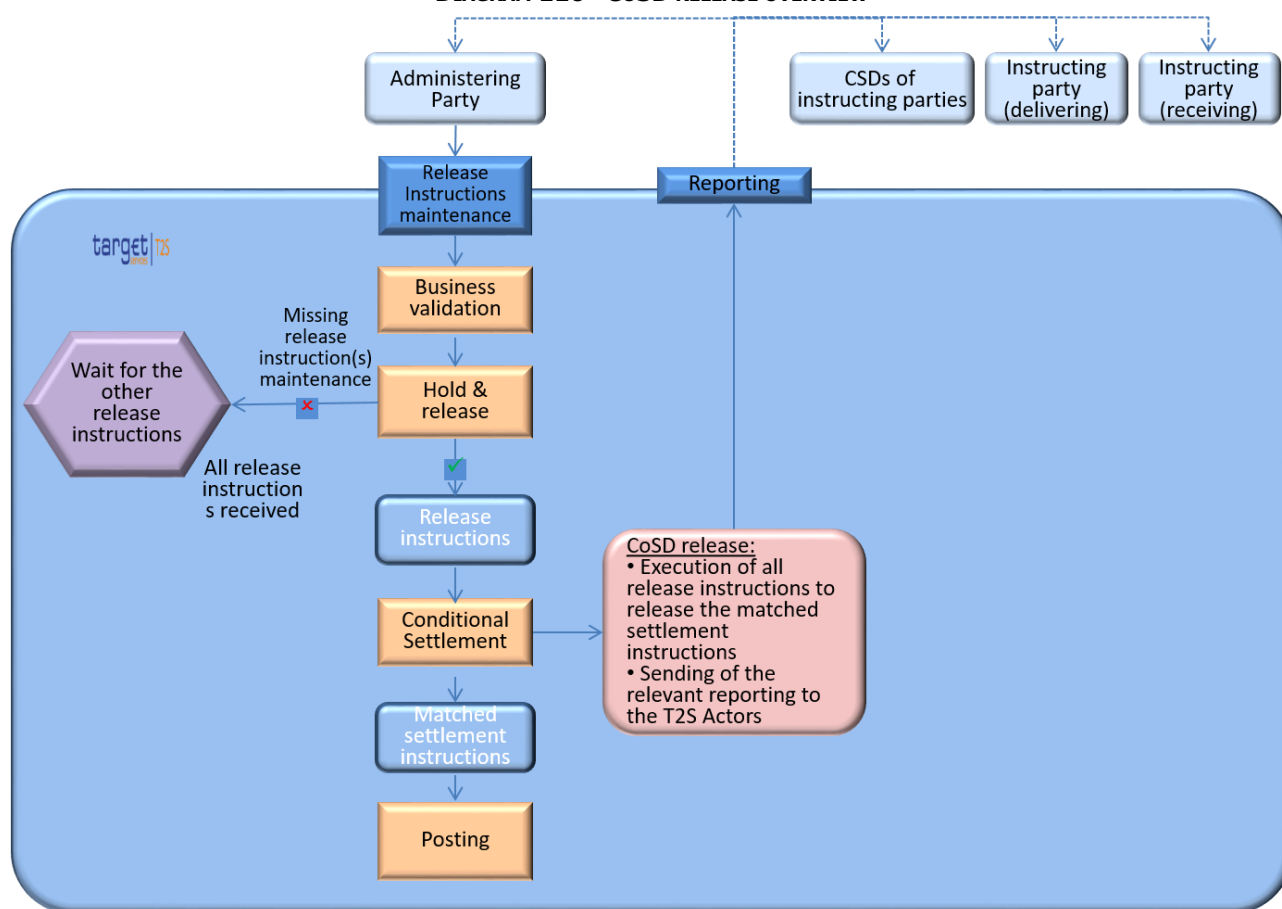 Administering
Party
CSDs of
instructing parties
Instructing
party
(delivering)
Instructing
party
(receiving)
Release
Instructions
maintenance
Reporting
target T2S
Business
validation
Missing
release
instruction(s)
maintenance
Wait for the
other
release
instructions
Hold &
release
All release
instruction
s received
Release
instructions
CoSD release:
• Execution of all
release instructions to
release the matched
settlement
instructions
• Sending of the
relevant reporting to
the T2S Actors
Conditional
Settlement
Matched
settlement
instructions
Posting